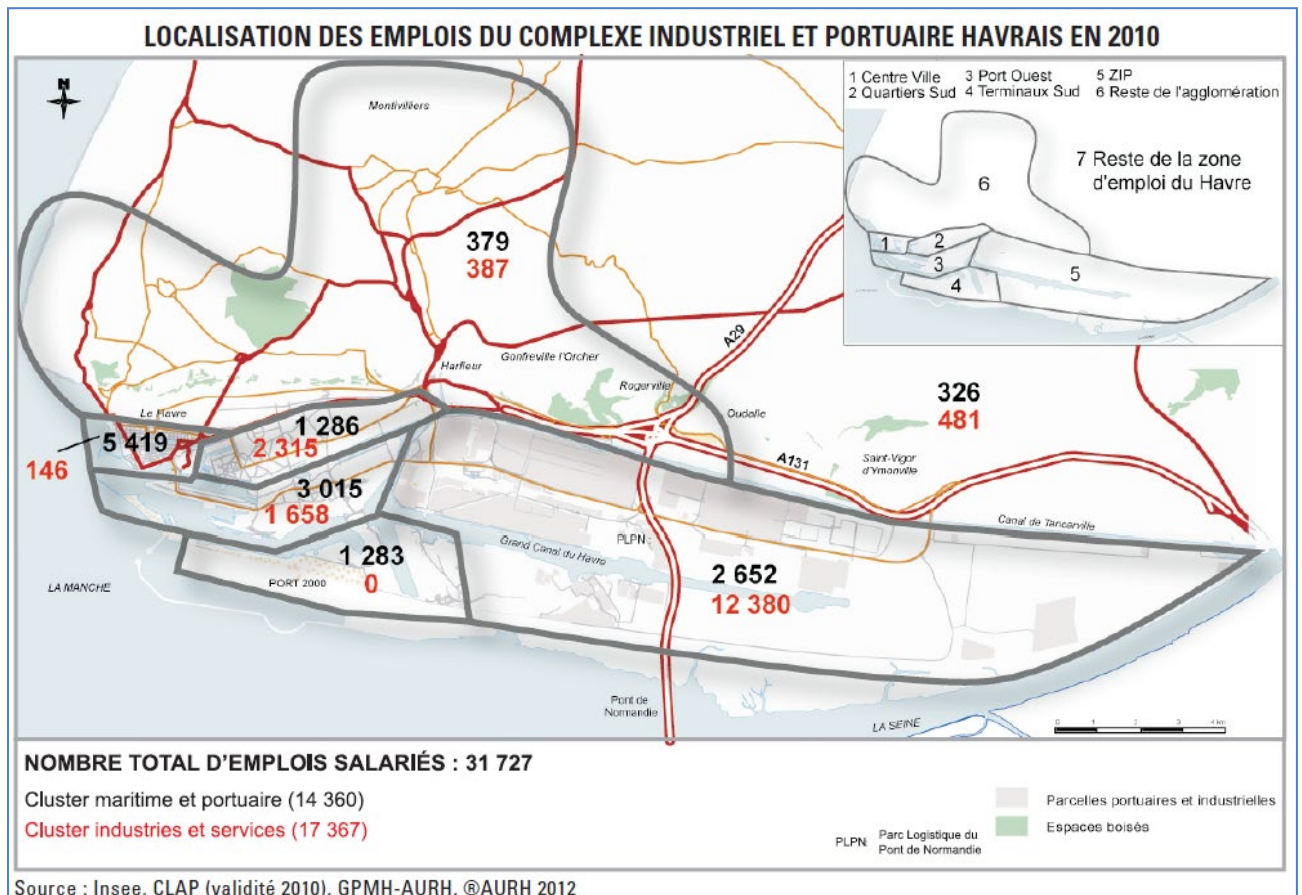 LOCALISATION DES EMPLOIS DU COMPLEXE INDUSTRIEL ET PORTUAIRE HAVRAIS EN 2010
N
Montivilliers
1 Centre Ville 3 Port Ouest 5 ZIP
2 Quartiers Sud 4 Terminaux Sud 6 Reste de l'agglomération
7 Reste de la zone
d'emploi du Havre
6
1
2
3
4
5
379
387
A29
Harfleur
Gonfreville l'Orcher
Rogerville
Oudalle
326
481
Le Havre
5 419
146
1 286
2 315
A131
Saint-Vigor
d'Ymonville
3 015
1 658
Canal de Tancarville
PLPN
Grand Canal du Havre
1 283
0
PORT 2000
LA MANCHE
2 652
12 380
Pont de
Normandie
LA SEINE
0 1 2 3 4 km
NOMBRE TOTAL D'EMPLOIS SALARIÉS : 31 727
Cluster maritime et portuaire (14 360)
Cluster industries et services (17 367)
Parcelles portuaires et industrielles
Espaces boisés
PLPN Parc Logistique du
Pont de Normandie
Source : Insee, CLAP (validité 2010), GPMH-AURH, ®AURH 2012